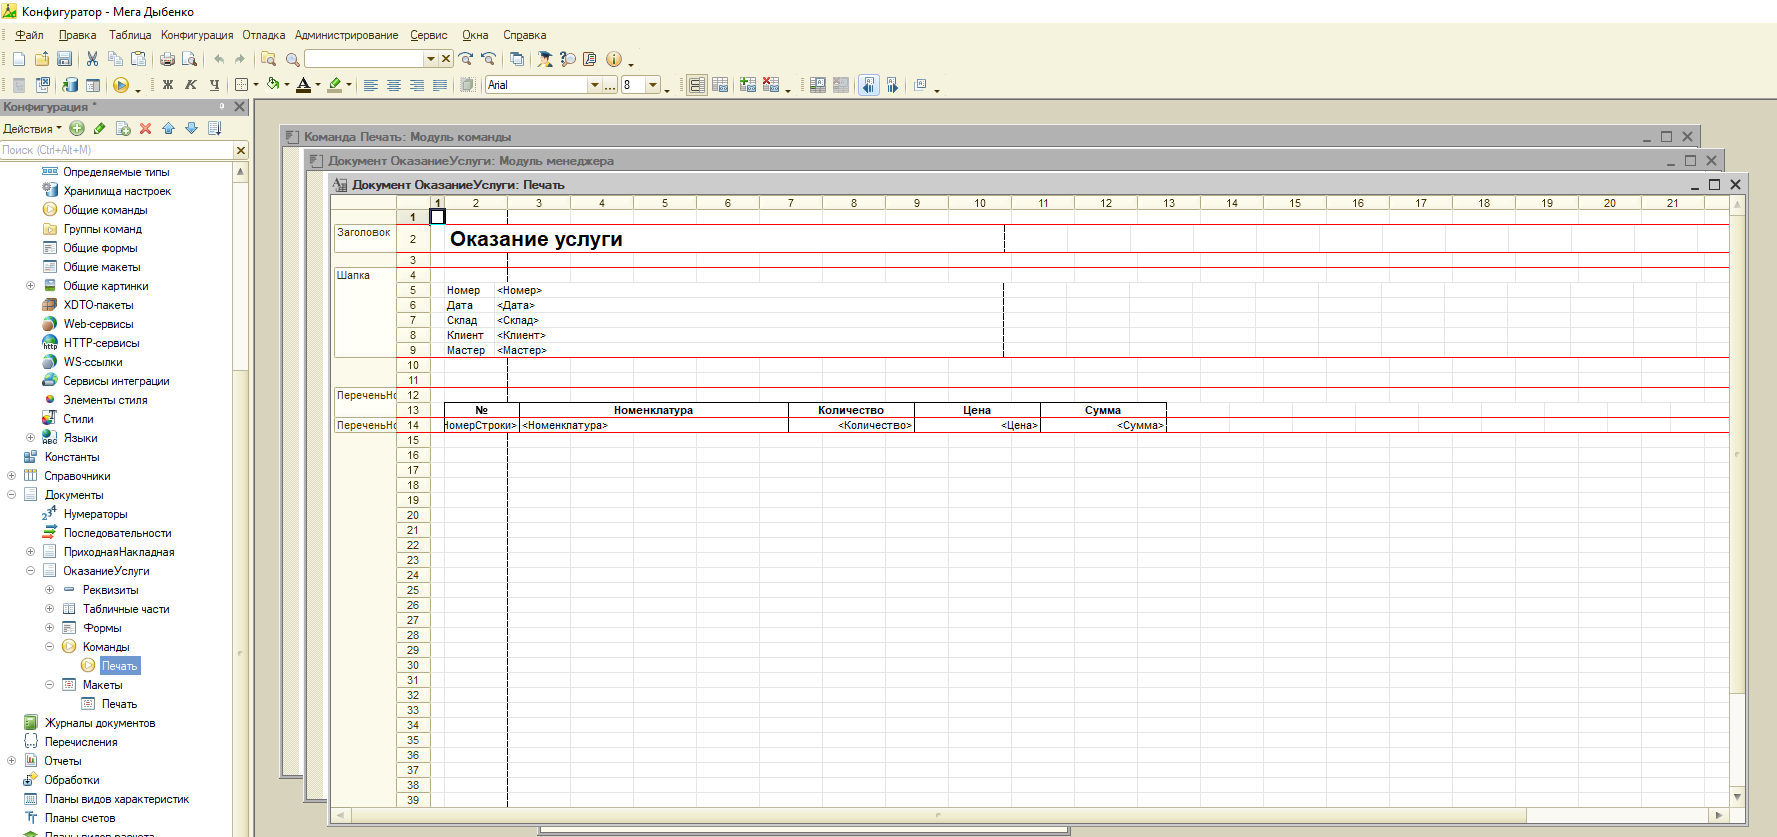 Конфигуратор - Мега Дыбенко
Файл Правка Таблица Конфигурация Отладка Администрирование Сервис Окна Справка
Ж К Ч А Arial 8
Конфигурация *
Действия
Поиск (Ctrl+Alt+M)
Определяемые типы
Хранилища настроек
Общие команды
Группы команд
Общие формы
Общие макеты
Общие картинки
XDTO-пакеты
Web-сервисы
HTTP-сервисы
WS-ссылки
Сервисы интеграции
Элементы стиля
Стили
Языки
Константы
Справочники
Документы
Нумераторы
Последовательности
ПриходнаяНакладная
ОказаниеУслуги
Реквизиты
Табличные части
Формы
Команды
Печать
Макеты
Печать
Журналы документов
Перечисления
Отчеты
Обработки
Планы видов характеристик
Планы счетов
Планы видов расчета
Команда Печать: Модуль команды
Документ ОказаниеУслуги: Модуль менеджера
Документ ОказаниеУслуги: Печать
1 2 3 4 5 6 7 8 9 10 11 12 13 14 15 16 17 18 19 20 21
1
Заголовок 2 Оказание услуги
3
Шапка 4
5 Номер <Номер>
6 Дата <Дата>
7 Склад <Склад>
8 Клиент <Клиент>
9 Мастер <Мастер>
10
11
ПереченьНо 12
13 № Номенклатура Количество Цена Сумма
ПереченьНо 14 НомерСтроки> <Номенклатура> <Количество> <Цена> <Сумма>
15
16
17
18
19
20
21
22
23
24
25
26
27
28
29
30
31
32
33
34
35
36
37
38
39